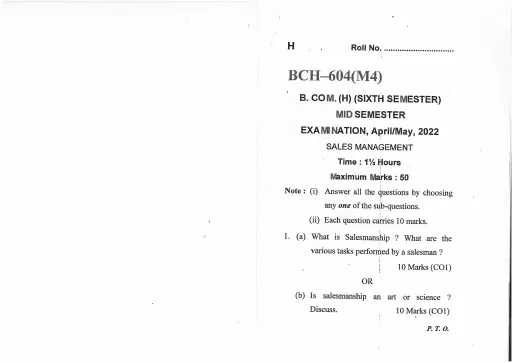 H Roll No. ..............................
BCH–604(M4)
B. COM. (H) (SIXTH SEMESTER)
MID SEMESTER
EXAMINATION, April/May, 2022
SALES MANAGEMENT
Time : 1½ Hours
Maximum Marks : 50
Note : (i) Answer all the questions by choosing
any one of the sub-questions.
(ii) Each question carries 10 marks.
1. (a) What is Salesmanship ? What are the
various tasks performed by a salesman ?
10 Marks (CO1)
OR
(b) Is salesmanship an art or science ?
Discuss. 10 Marks (CO1)
P. T. O.